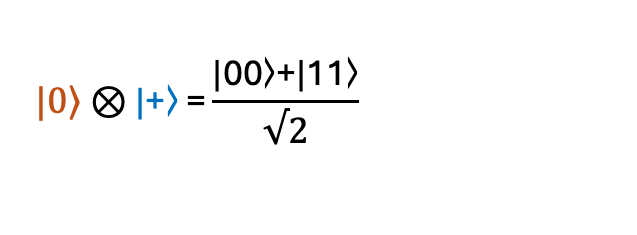 |0⟩ ⊗ |+⟩ = (|00⟩+|11⟩)/√2